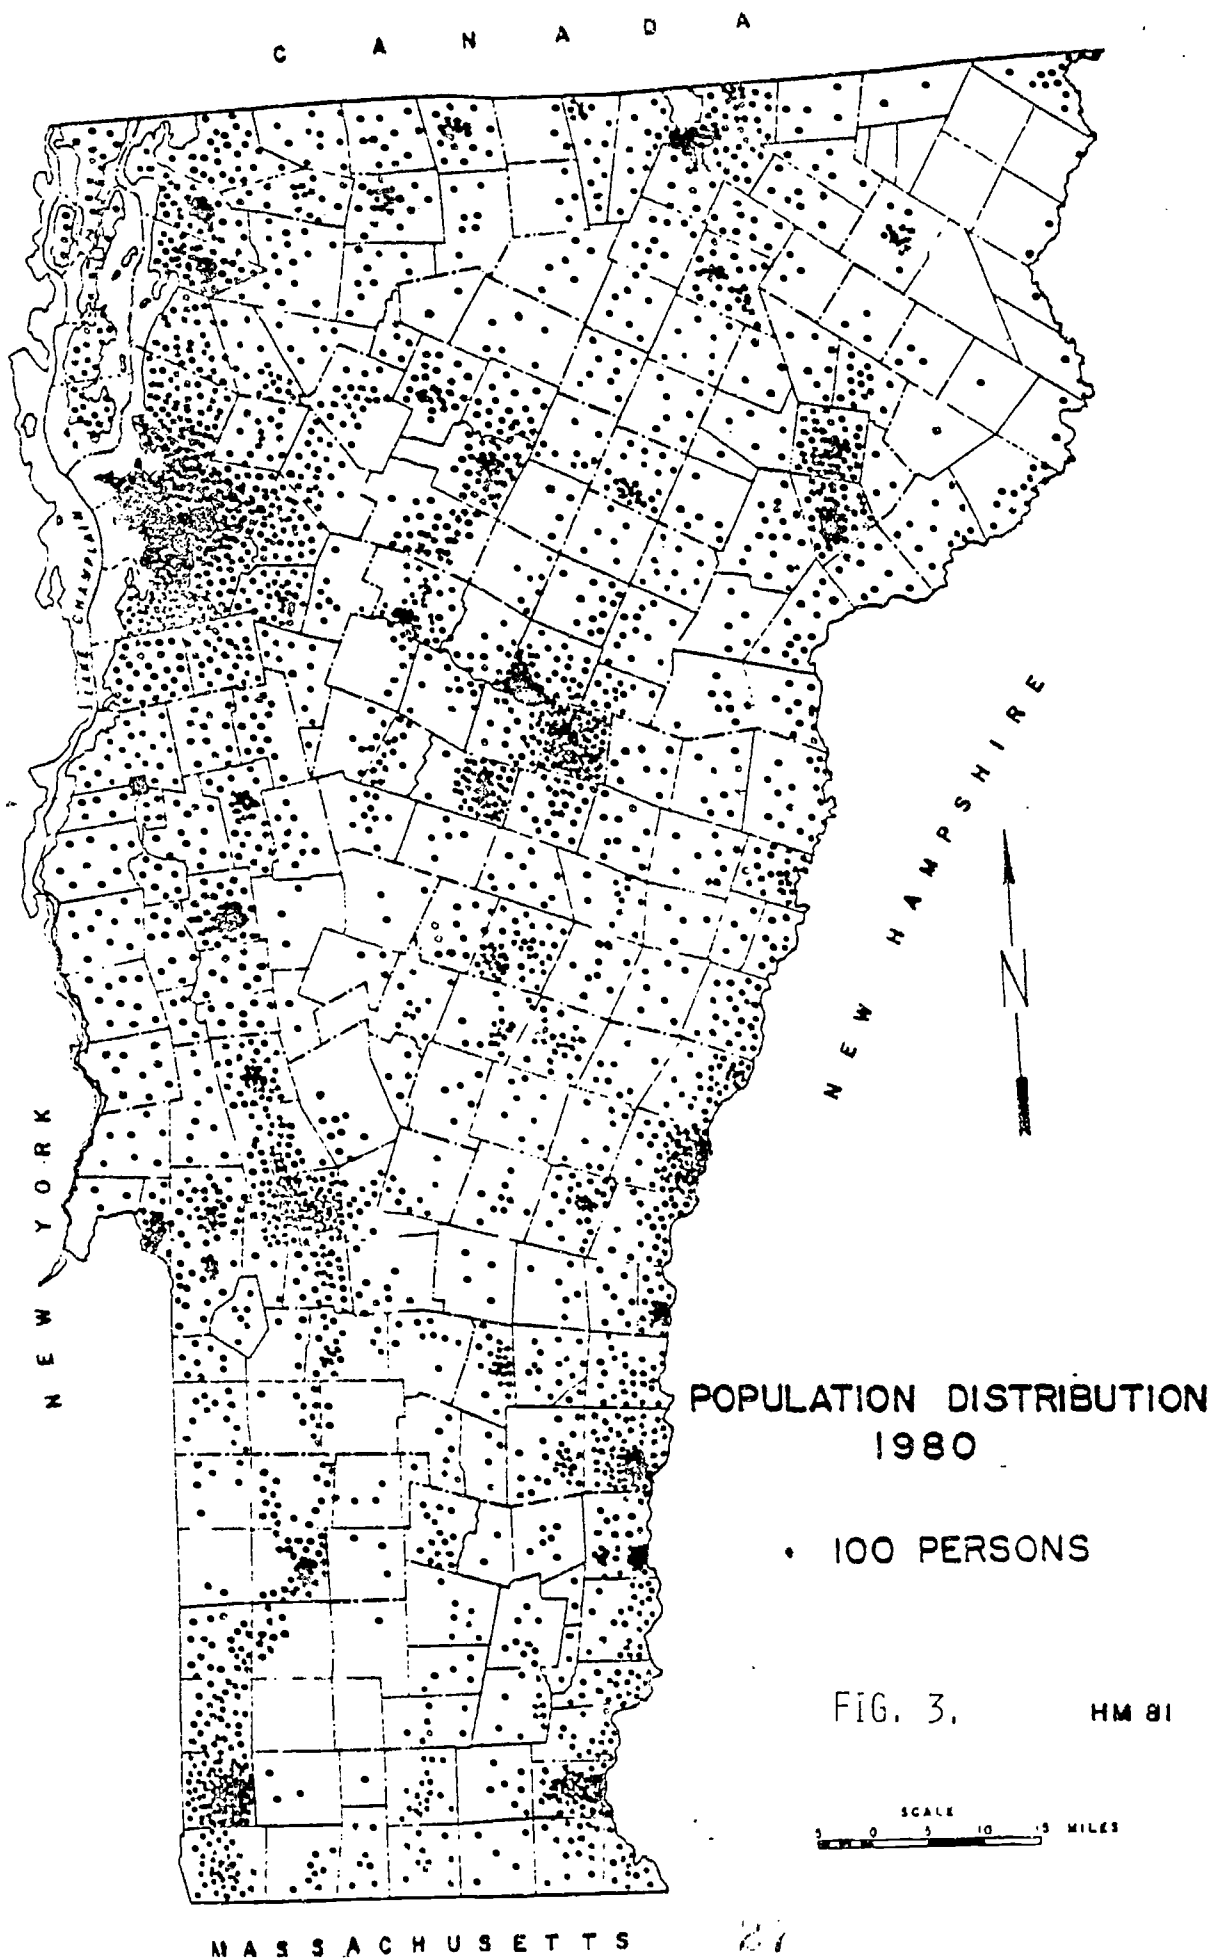 CANADA
LAKE CHAMPLAIN
NEW YORK
NEW HAMPSHIRE
N
POPULATION DISTRIBUTION
1980
100 PERSONS
FIG. 3.
HM 81
SCALE
5 0 5 10 15 MILES
MASSACHUSETTS